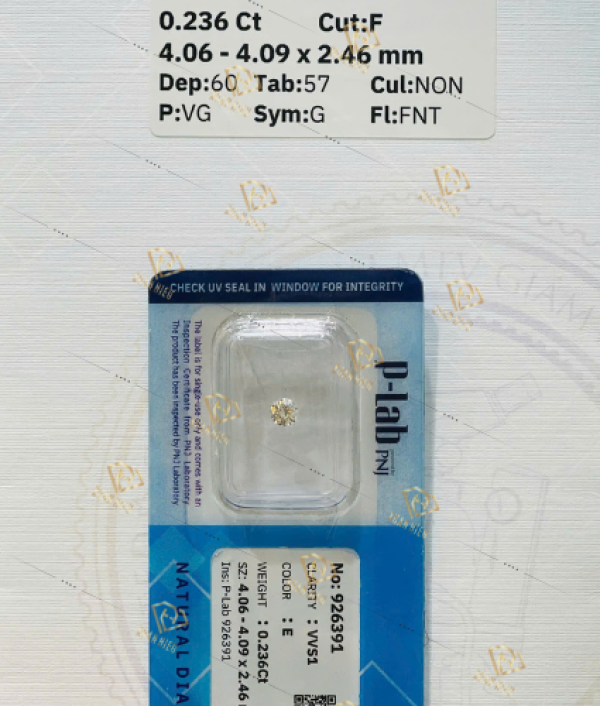 0.236 Ct Cut:F
4.06 - 4.09 x 2.46 mm
Dep:60 Tab:57 Cul:NON
P:VG Sym:G Fl:FNT
CHECK UV SEAL IN WINDOW FOR INTEGRITY
The label is for single-use only and comes with an
Inspection Certificate from PNJ Laboratory.
The product has been inspected by PNJ Laboratory
P-Lab
PNJ
No: 926391
CLARITY : VVS1
COLOR : E
WEIGHT : 0.236Ct
SZ: 4.06 - 4.09 x 2.46
Ins: P-Lab 926391
NATURAL DIA
XUAN HIEU